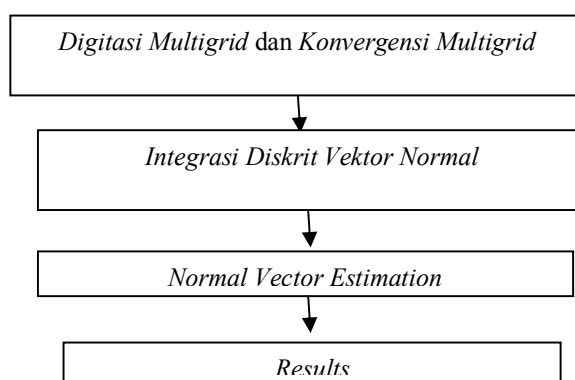 Digitasi Multigrid dan Konvergensi Multigrid
Integrasi Diskrit Vektor Normal
Normal Vector Estimation
Results